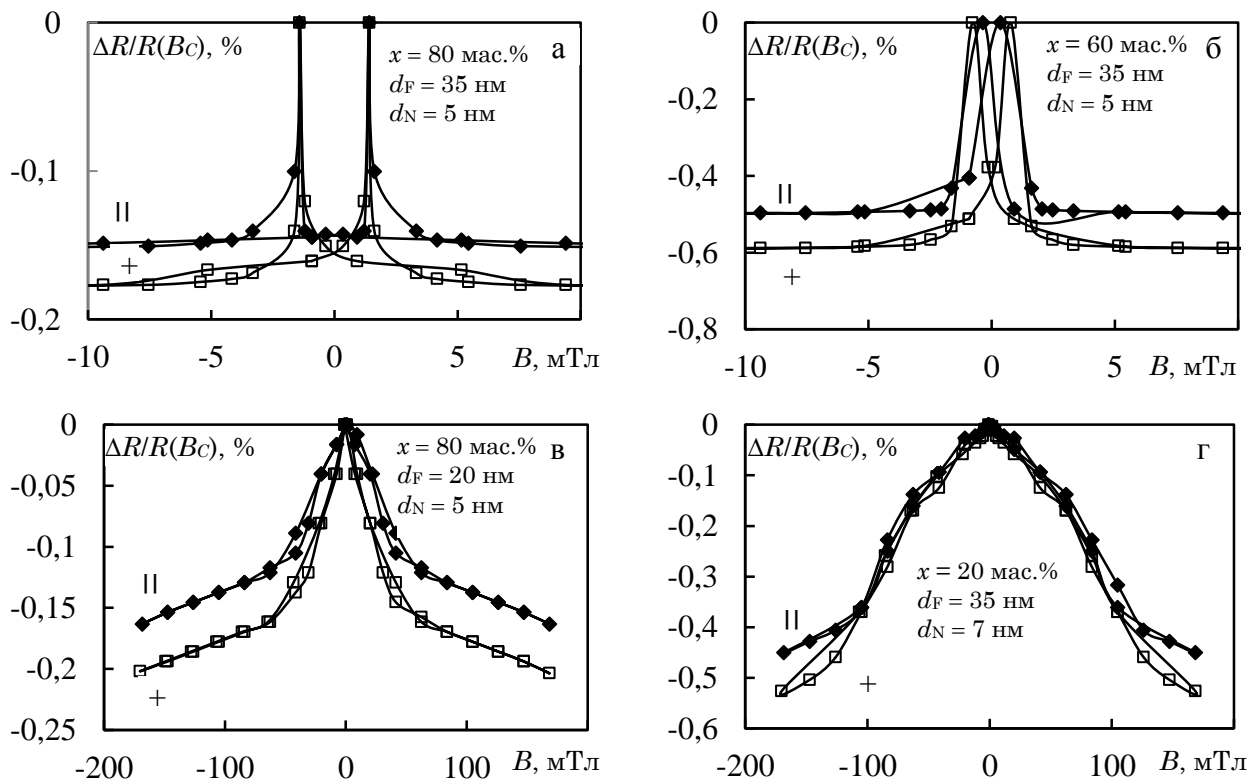 0
ΔR/R(BC), %
x = 80 мас.%
dF = 35 нм
dN = 5 нм
а
-0,1
||
+
-0,2
-10
-5
0
5
B, мТл
0
ΔR/R(BC), %
x = 60 мас.%
dF = 35 нм
dN = 5 нм
б
-0,2
-0,4
||
-0,6
+
-0,8
-10
-5
0
5
B, мТл
0
ΔR/R(BC), %
x = 80 мас.%
dF = 20 нм
dN = 5 нм
в
-0,05
-0,1
-0,15
||
-0,2
+
-0,25
-200
-100
0
100
B, мТл
0
ΔR/R(BC), %
г
-0,1
-0,2
-0,3
x = 20 мас.%
dF = 35 нм
dN = 7 нм
-0,4
||
-0,5
+
-0,6
-200
-100
0
100
B, мТл